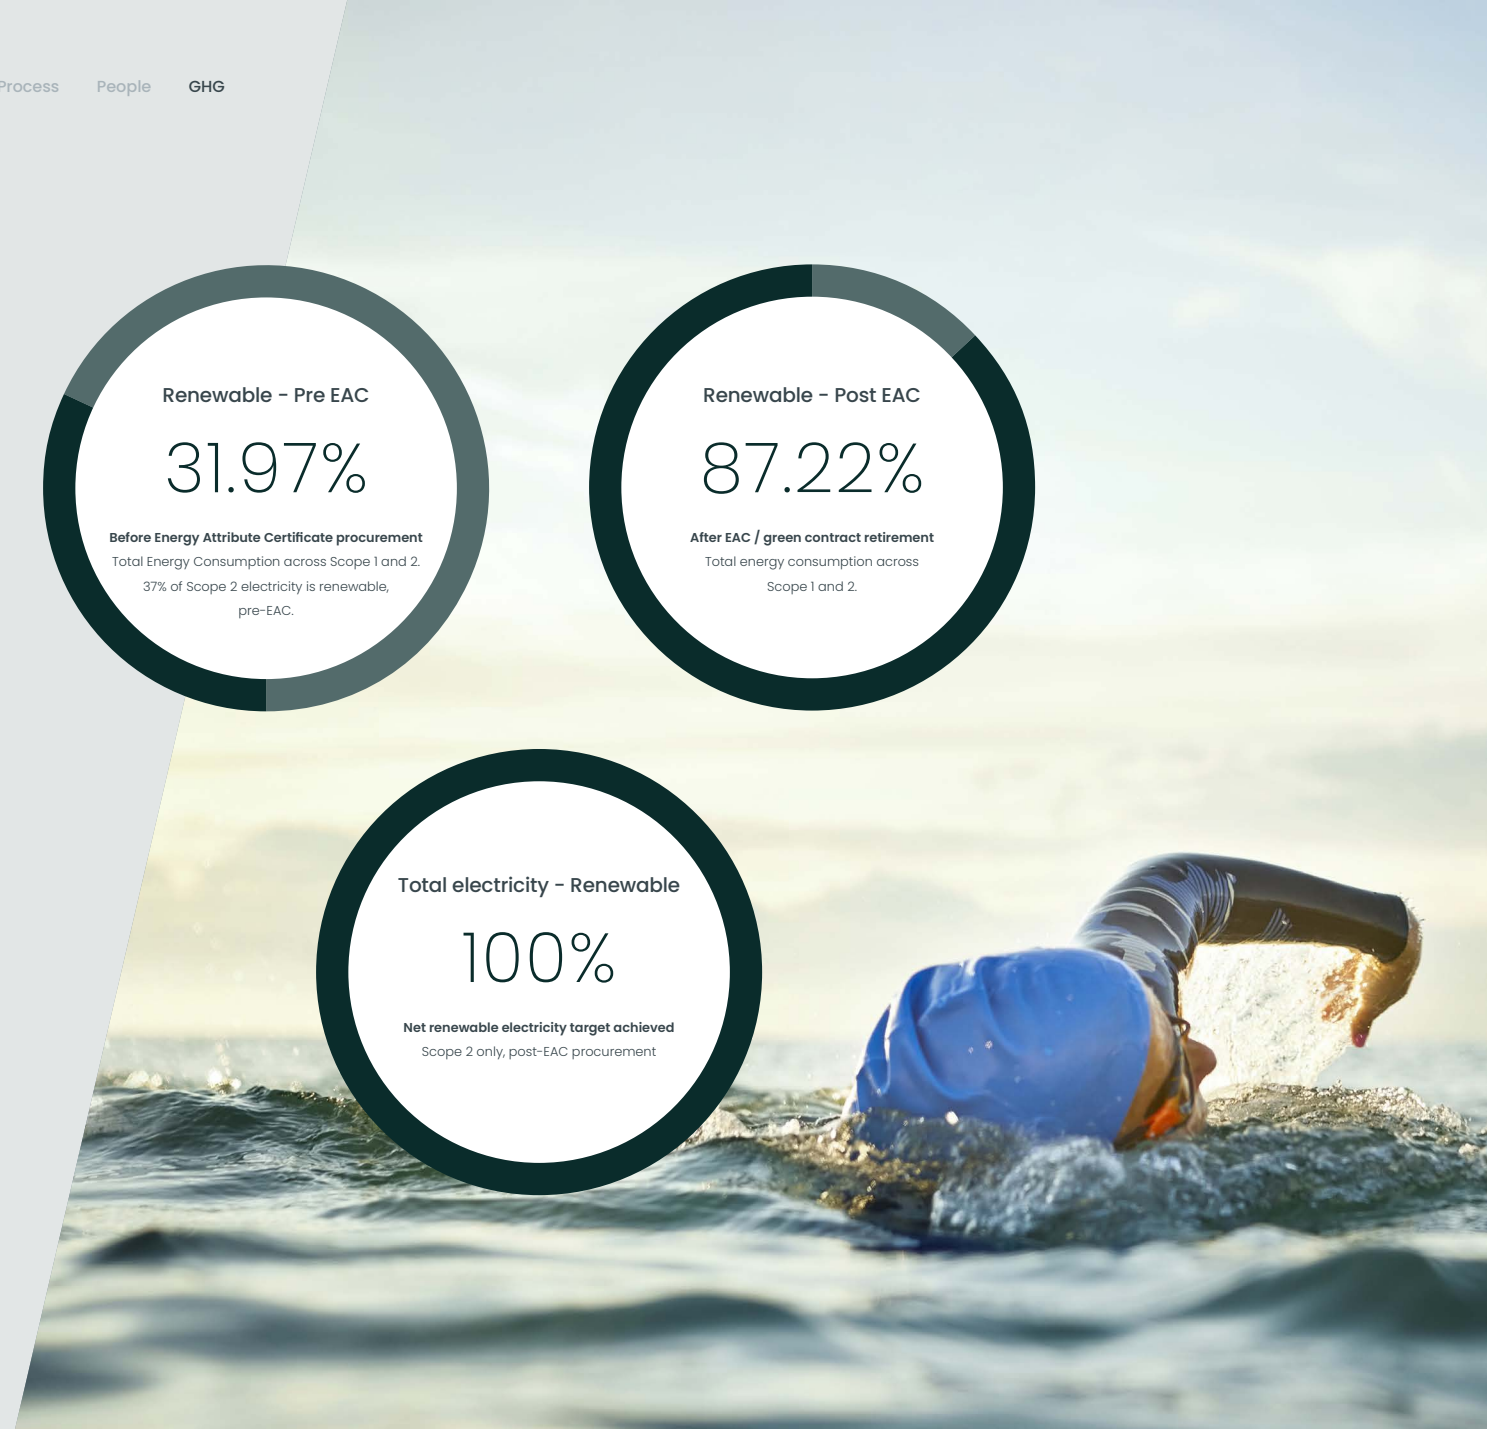 Process People GHG
Renewable - Pre EAC
31.97%
Before Energy Attribute Certificate procurement
Total Energy Consumption across Scope 1 and 2.
37% of Scope 2 electricity is renewable,
pre-EAC.
Renewable - Post EAC
87.22%
After EAC / green contract retirement
Total energy consumption across
Scope 1 and 2.
Total electricity - Renewable
100%
Net renewable electricity target achieved
Scope 2 only, post-EAC procurement